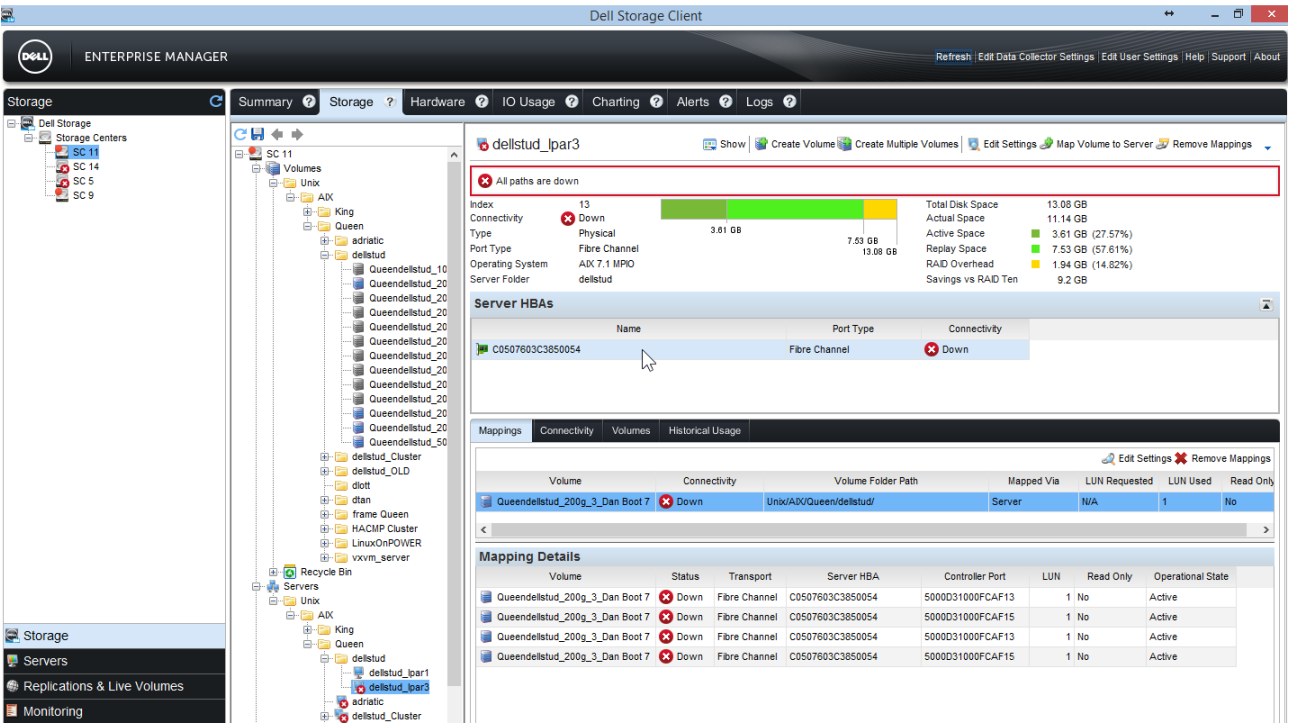 Dell Storage Client
DELL
ENTERPRISE MANAGER
Refresh Edit Data Collector Settings Edit User Settings Help Support About
Storage
Dell Storage
Storage Centers
SC 11
SC 14
SC 5
SC 9
Storage
Servers
Replications & Live Volumes
Monitoring
Summary ? Storage ? Hardware ? IO Usage ? Charting ? Alerts ? Logs ?
SC 11
Volumes
Unix
AIX
King
Queen
adriatic
dellstud
Queendellstud_10
Queendellstud_20
Queendellstud_20
Queendellstud_20
Queendellstud_20
Queendellstud_20
Queendellstud_20
Queendellstud_20
Queendellstud_20
Queendellstud_20
Queendellstud_20
Queendellstud_20
Queendellstud_50
dellstud_Cluster
dellstud_OLD
dlott
dtan
frame Queen
HACMP Cluster
LinuxOnPOWER
vxvm_server
Recycle Bin
Servers
Unix
AIX
King
Queen
dellstud
dellstud_lpar1
dellstud_lpar3
adriatic
dellstud_Cluster
dellstud_lpar3
Show Create Volume Create Multiple Volumes Edit Settings Map Volume to Server Remove Mappings
All paths are down
Index 13
Connectivity Down
Type Physical
Port Type Fibre Channel
Operating System AIX 7.1 MPIO
Server Folder dellstud
3.61 GB
7.53 GB
13.08 GB
Total Disk Space 13.08 GB
Actual Space 11.14 GB
Active Space 3.61 GB (27.57%)
Replay Space 7.53 GB (57.61%)
RAID Overhead 1.94 GB (14.82%)
Savings vs RAID Ten 9.2 GB
Server HBAs
Name Port Type Connectivity
C0507603C3850054 Fibre Channel Down
Mappings Connectivity Volumes Historical Usage
Edit Settings Remove Mappings
Volume Connectivity Volume Folder Path Mapped Via LUN Requested LUN Used Read Only
Queendellstud_200g_3_Dan Boot 7 Down Unix/AIX/Queen/dellstud/ Server N/A 1 No
Mapping Details
Volume Status Transport Server HBA Controller Port LUN Read Only Operational State
Queendellstud_200g_3_Dan Boot 7 Down Fibre Channel C0507603C3850054 5000D31000FCAF13 1 No Active
Queendellstud_200g_3_Dan Boot 7 Down Fibre Channel C0507603C3850054 5000D31000FCAF15 1 No Active
Queendellstud_200g_3_Dan Boot 7 Down Fibre Channel C0507603C3850054 5000D31000FCAF13 1 No Active
Queendellstud_200g_3_Dan Boot 7 Down Fibre Channel C0507603C3850054 5000D31000FCAF15 1 No Active